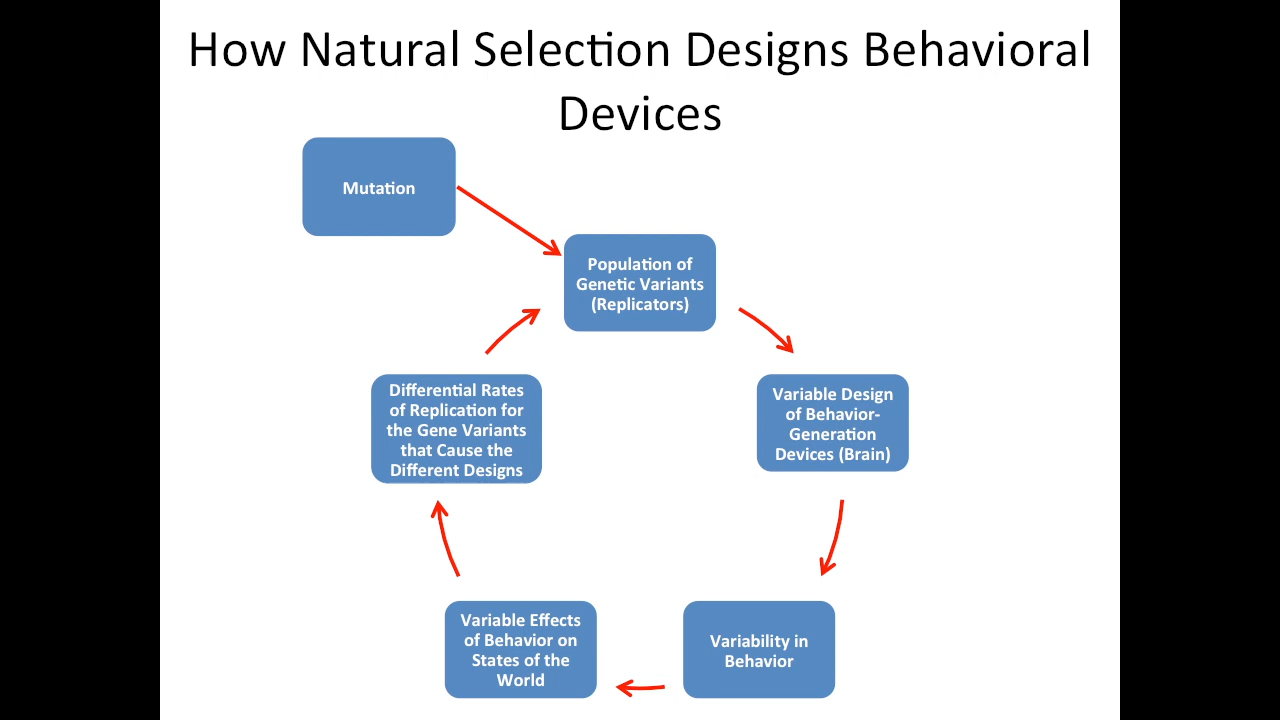 How Natural Selection Designs Behavioral
Devices
Mutation
Population of
Genetic Variants
(Replicators)
Variable Design
of Behavior-
Generation
Devices (Brain)
Variability in
Behavior
Variable Effects
of Behavior on
States of the
World
Differential Rates
of Replication for
the Gene Variants
that Cause the
Different Designs